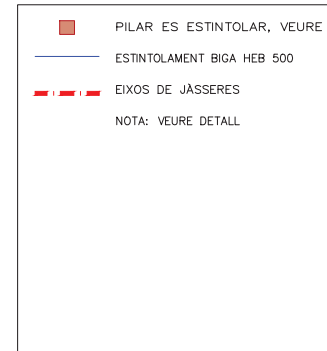 PILAR ES ESTINTOLAR, VEURE
ESTINTOLAMENT BIGA HEB 500
EIXOS DE JÀSSERES
NOTA: VEURE DETALL